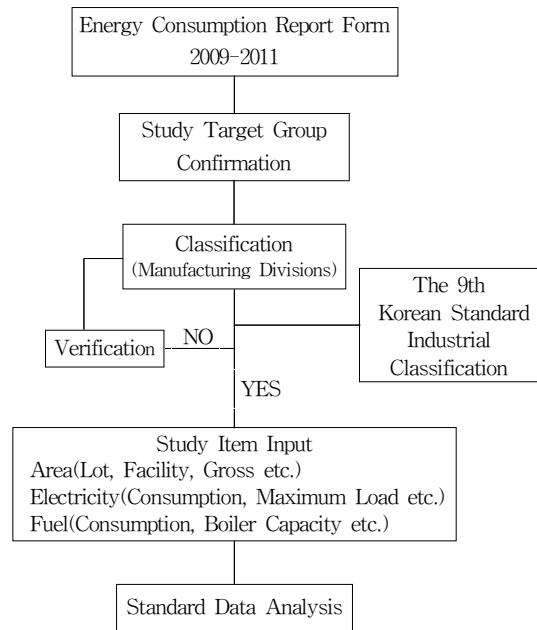 Energy Consumption Report Form
2009-2011
Study Target Group
Confirmation
Classification
(Manufacturing Divisions)
The 9th
Korean Standard
Industrial
Classification
Verification
NO
YES
Study Item Input
Area(Lot, Facility, Gross etc.)
Electricity(Consumption, Maximum Load etc.)
Fuel(Consumption, Boiler Capacity etc.)
Standard Data Analysis